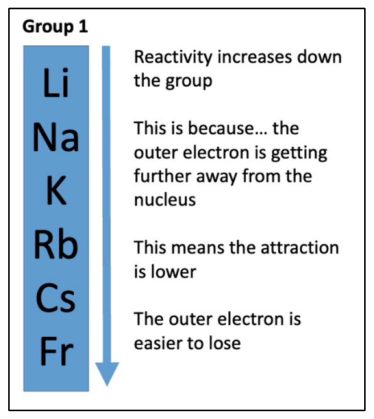 Group 1
Li
Na
K
Rb
Cs
Fr
Reactivity increases down
the group
This is because... the
outer electron is getting
further away from the
nucleus
This means the attraction
is lower
The outer electron is
easier to lose